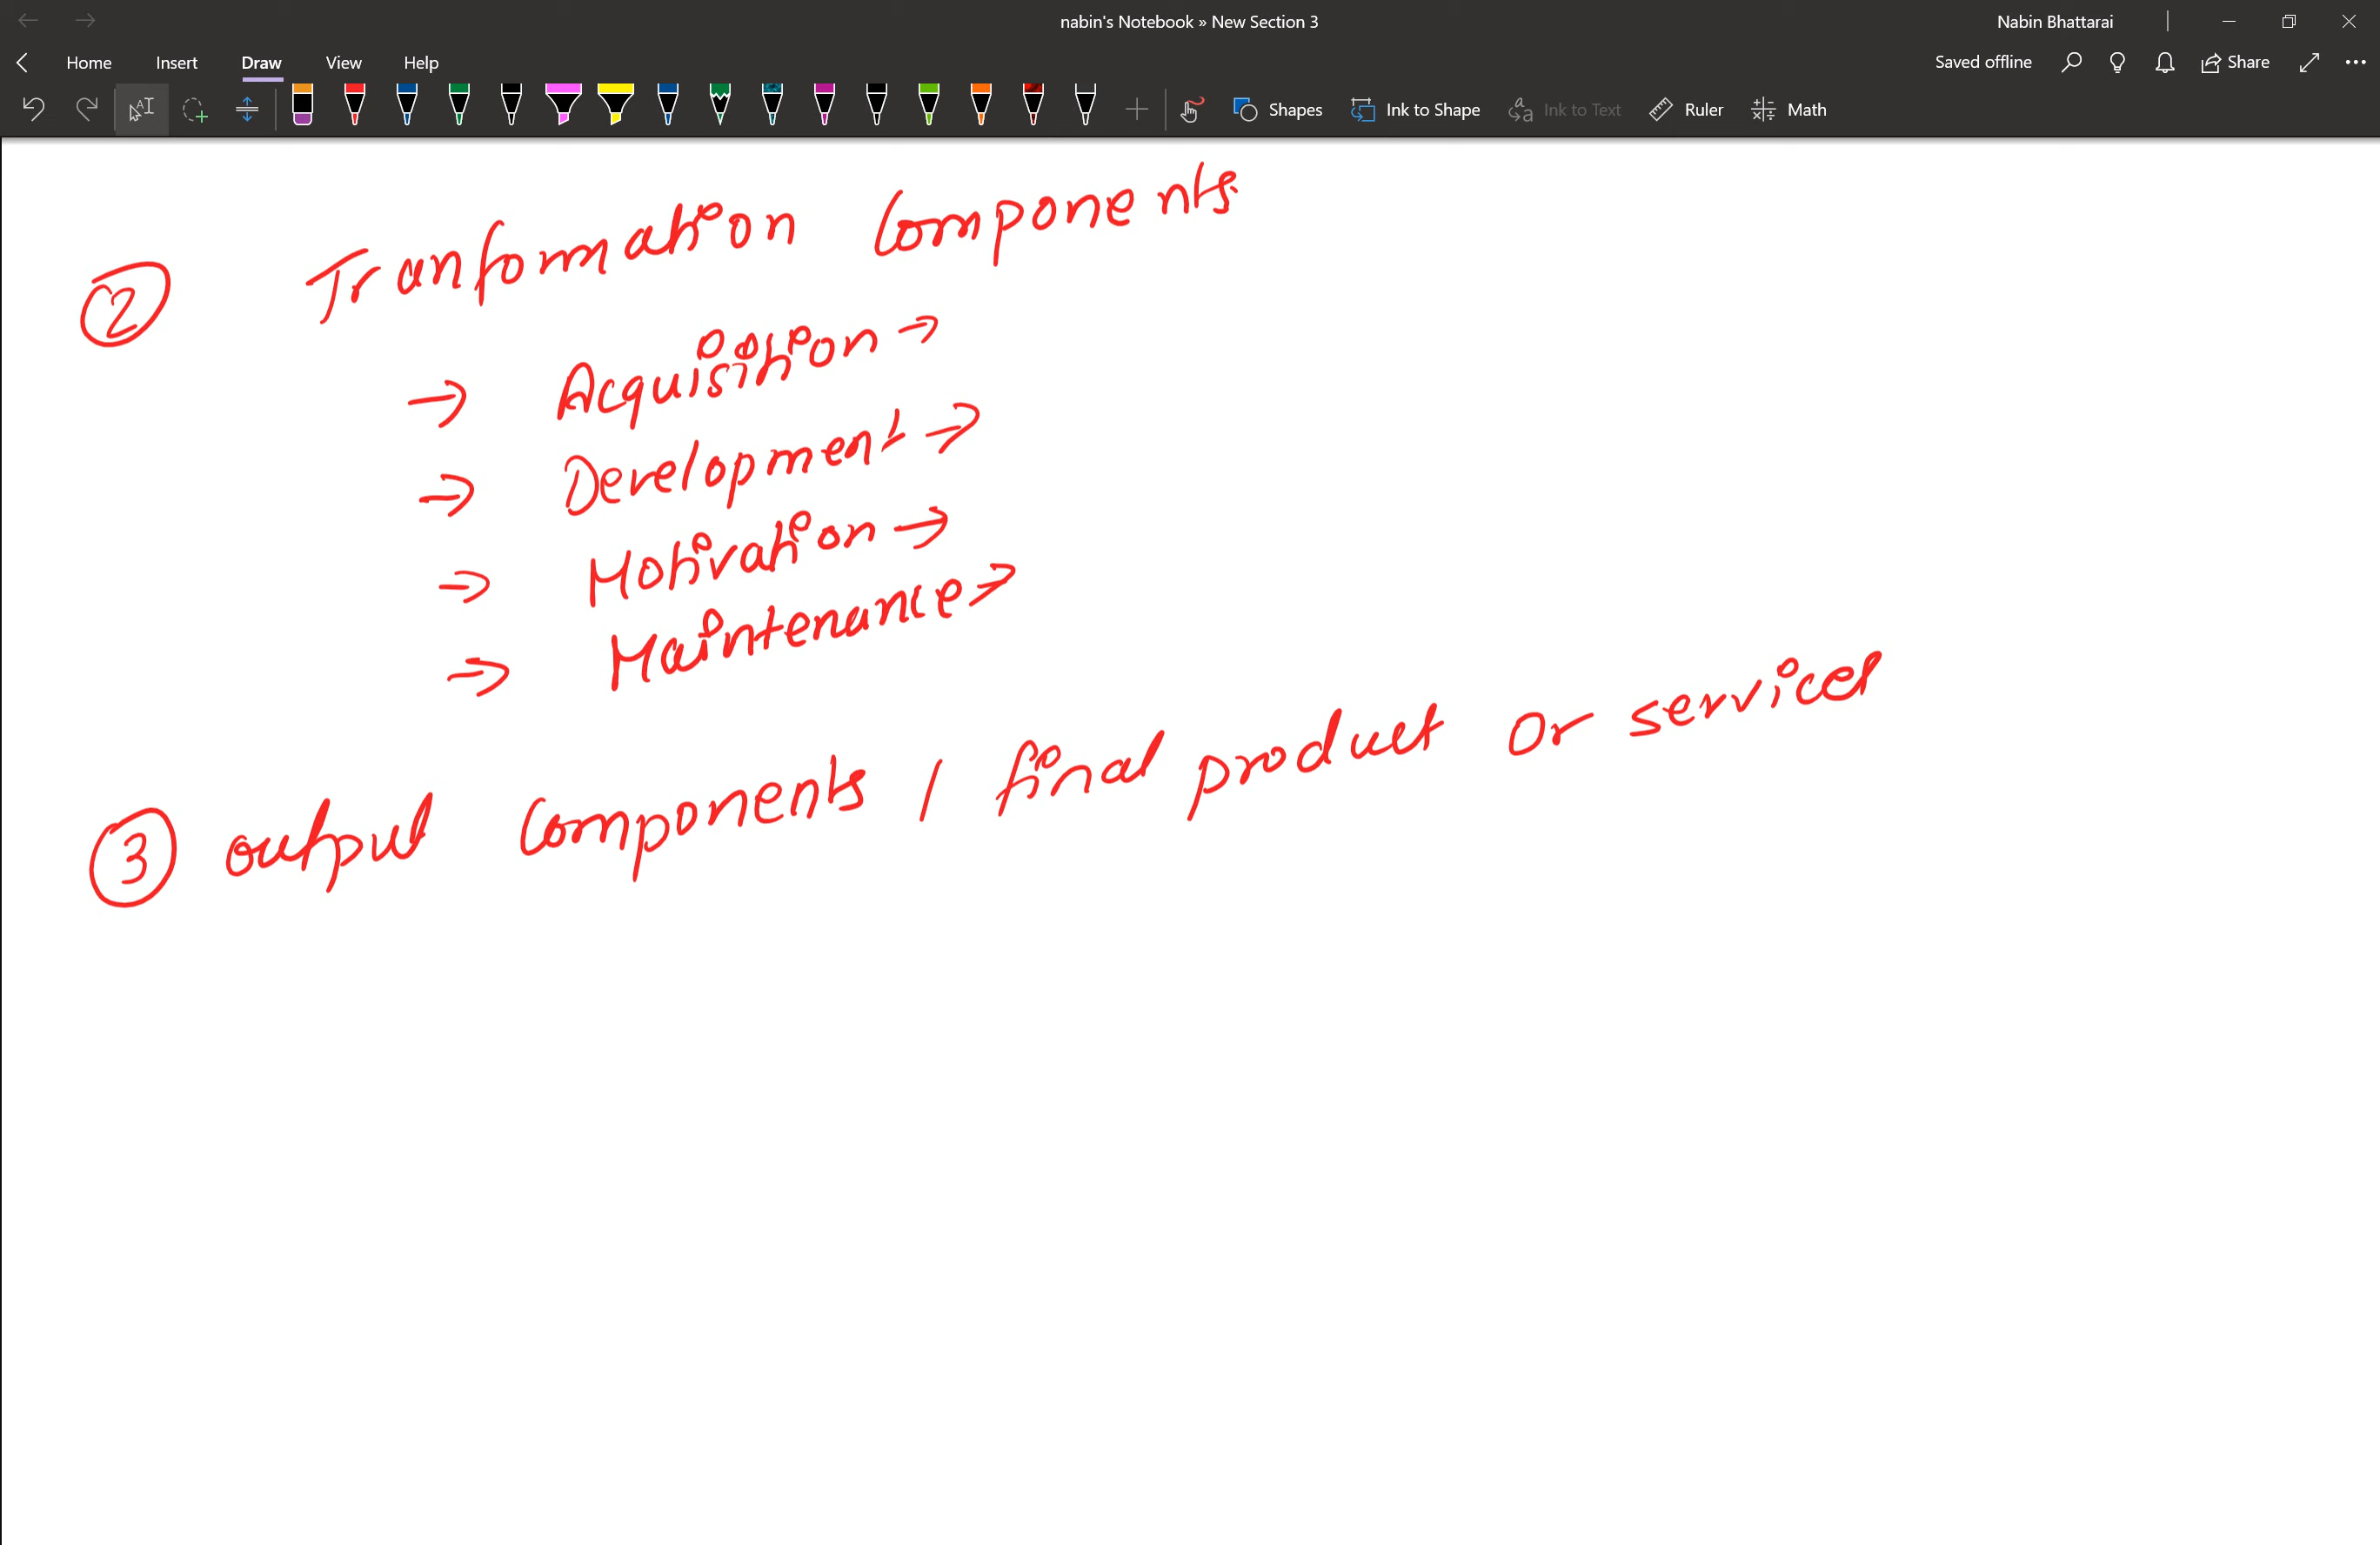 nabin's Notebook » New Section 3
Nabin Bhattarai
Home Insert Draw View Help
Saved offline
Share
Shapes Ink to Shape Ink to Text Ruler Math
② Tranformation Components
→ Acquisition →
→ Development →
→ Motivation →
→ Maintenance →
③ output Components / final product or services